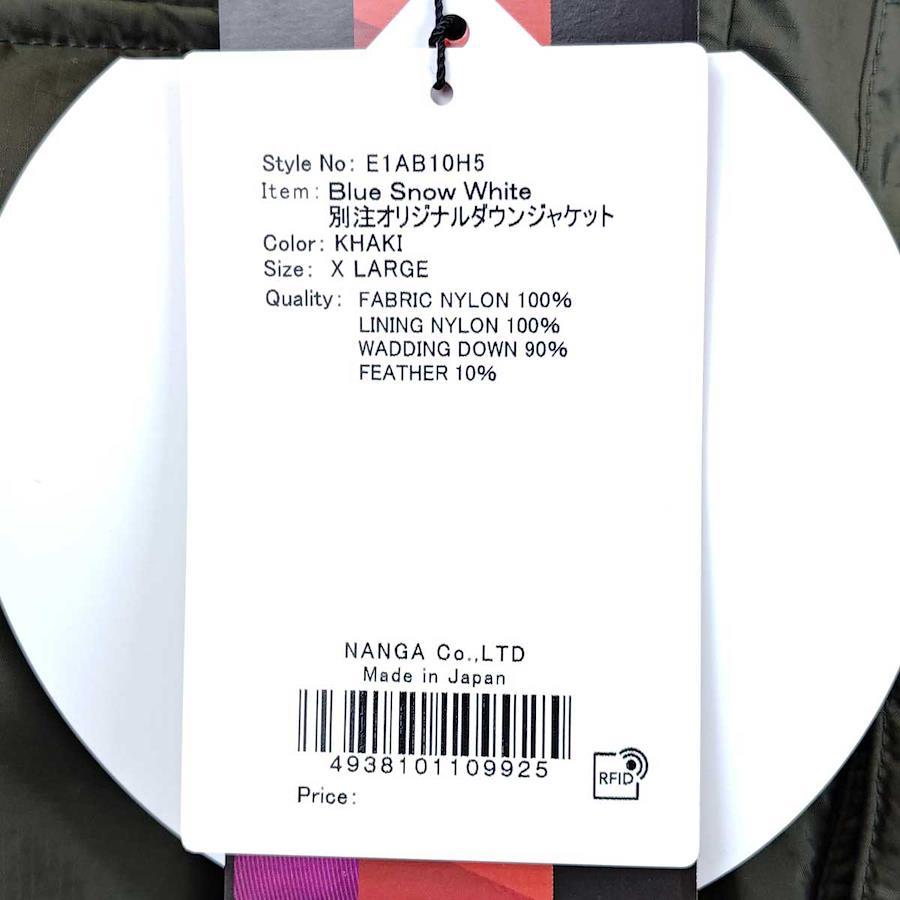 Style No: E1AB10H5
Item: Blue Snow White
別注オリジナルダウンジャケット
Color: KHAKI
Size: X LARGE
Quality: FABRIC NYLON 100%
LINING NYLON 100%
WADDING DOWN 90%
FEATHER 10%
NANGA Co.,LTD
Made in Japan
4938101109925
RFID
Price: